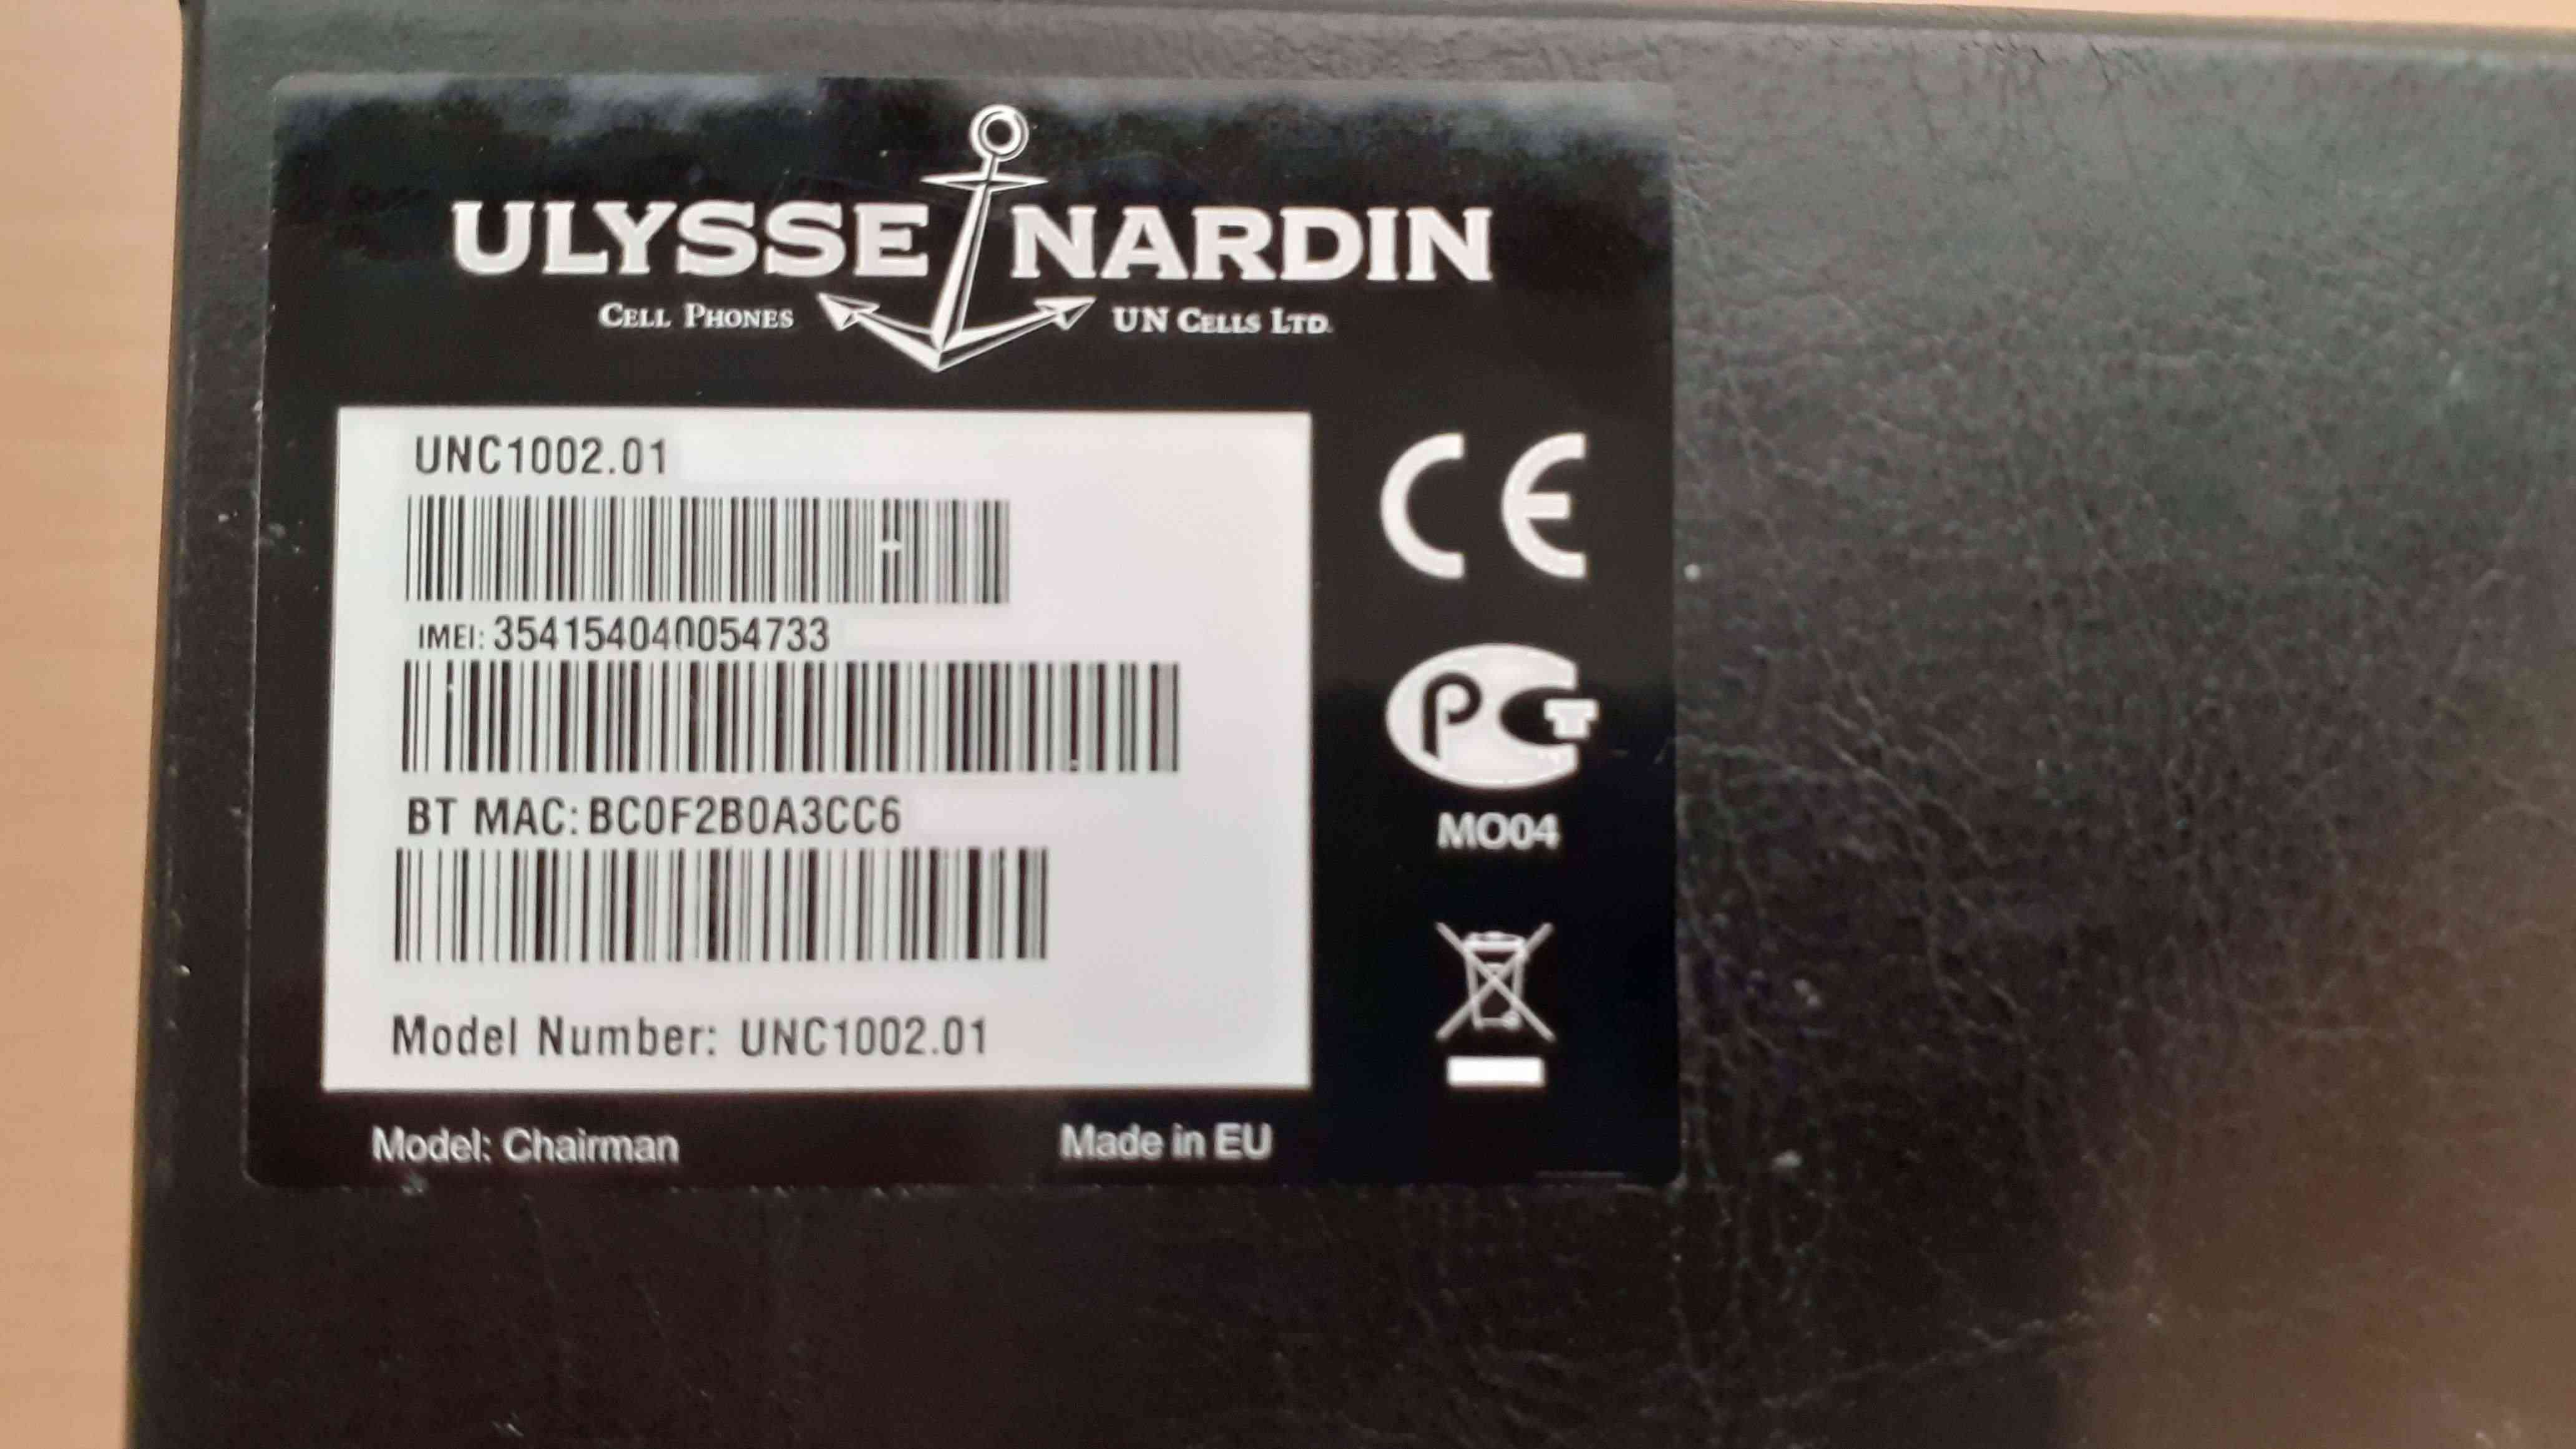 ULYSSE NARDIN
CELL PHONES UN CELLS LTD.
UNC1002.01
IMEI: 354154040054733
BT MAC: BC0F2B0A3CC6
Model Number: UNC1002.01
Model: Chairman
Made in EU
CE
РСТ
MO04